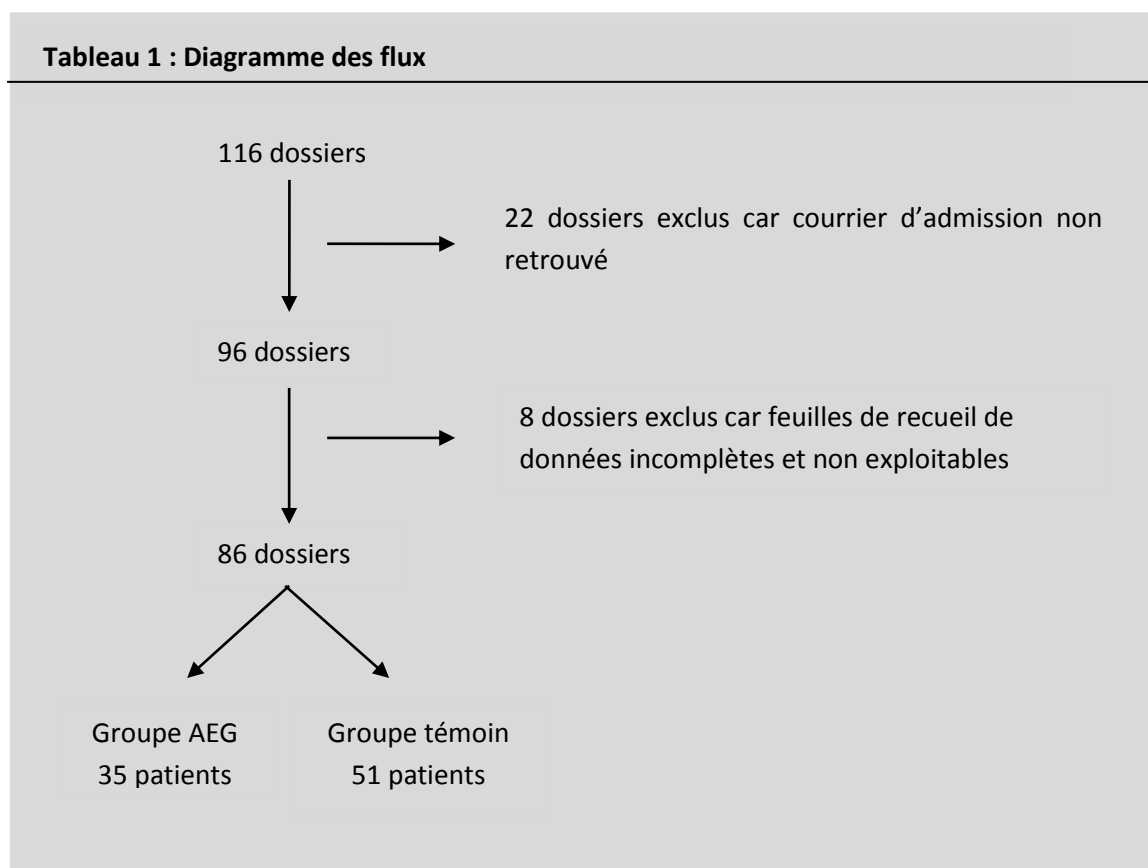 Tableau 1 : Diagramme des flux
116 dossiers
22 dossiers exclus car courrier d’admission non
retrouvé
96 dossiers
8 dossiers exclus car feuilles de recueil de
données incomplètes et non exploitables
86 dossiers
Groupe AEG
35 patients
Groupe témoin
51 patients